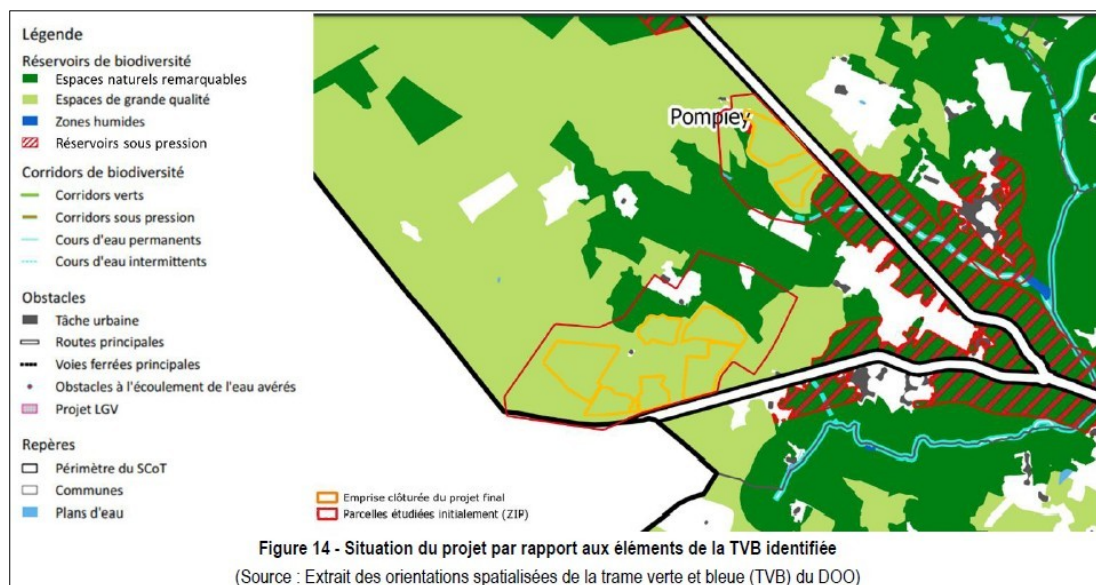 Légende
Réservoirs de biodiversité
Espaces naturels remarquables
Espaces de grande qualité
Zones humides
Réservoirs sous pression
Corridors de biodiversité
Corridors verts
Corridors sous pression
Cours d'eau permanents
Cours d'eau intermittents
Obstacles
Tâche urbaine
Routes principales
Voies ferrées principales
Obstacles à l'écoulement de l'eau avérés
Projet LGV
Repères
Périmètre du SCoT
Communes
Plans d'eau
Pompiey
Emprise clôturée du projet final
Parcelles étudiées initialement (ZIP)
Figure 14 - Situation du projet par rapport aux éléments de la TVB identifiée
(Source : Extrait des orientations spatialisées de la trame verte et bleue (TVB) du DOO)